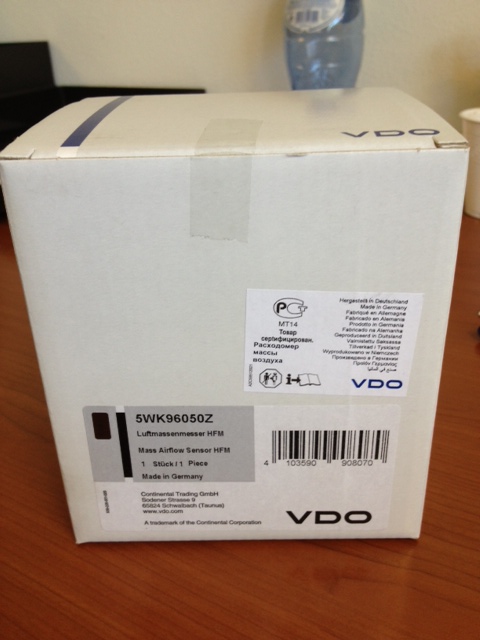 VDO
MT14
Товар
сертифицирован.
Расходомер
массы
воздуха
Hergestellt in Deutschland
Made in Germany
Fabriqué en Allemagne
Fabricado en Alemania
Prodotto in Germania
Fabricado na Alemanha
Geproduceerd in Duitsland
Valmistettu Saksassa
Tillverkad i Tyskland
Wyprodukowano w Niemczech
Произведено в Германии
VDO
5WK96050Z
Luftmassenmesser HFM
Mass Airflow Sensor HFM
1 Stück / 1 Piece
Made in Germany
4 103590 908070
Continental Trading GmbH
Sodener Strasse 9
65824 Schwalbach (Taunus)
www.vdo.com
A trademark of the Continental Corporation
VDO